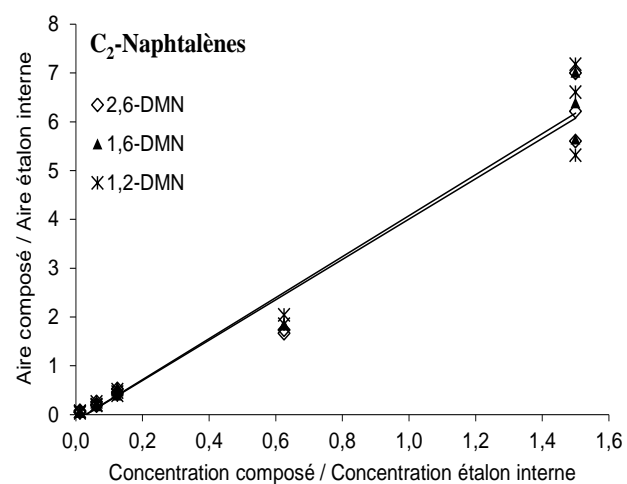 C₂-Naphtalènes
2,6-DMN
1,6-DMN
1,2-DMN
Aire composé / Aire étalon interne
8
7
6
5
4
3
2
1
0
0,0 0,2 0,4 0,6 0,8 1,0 1,2 1,4 1,6
Concentration composé / Concentration étalon interne